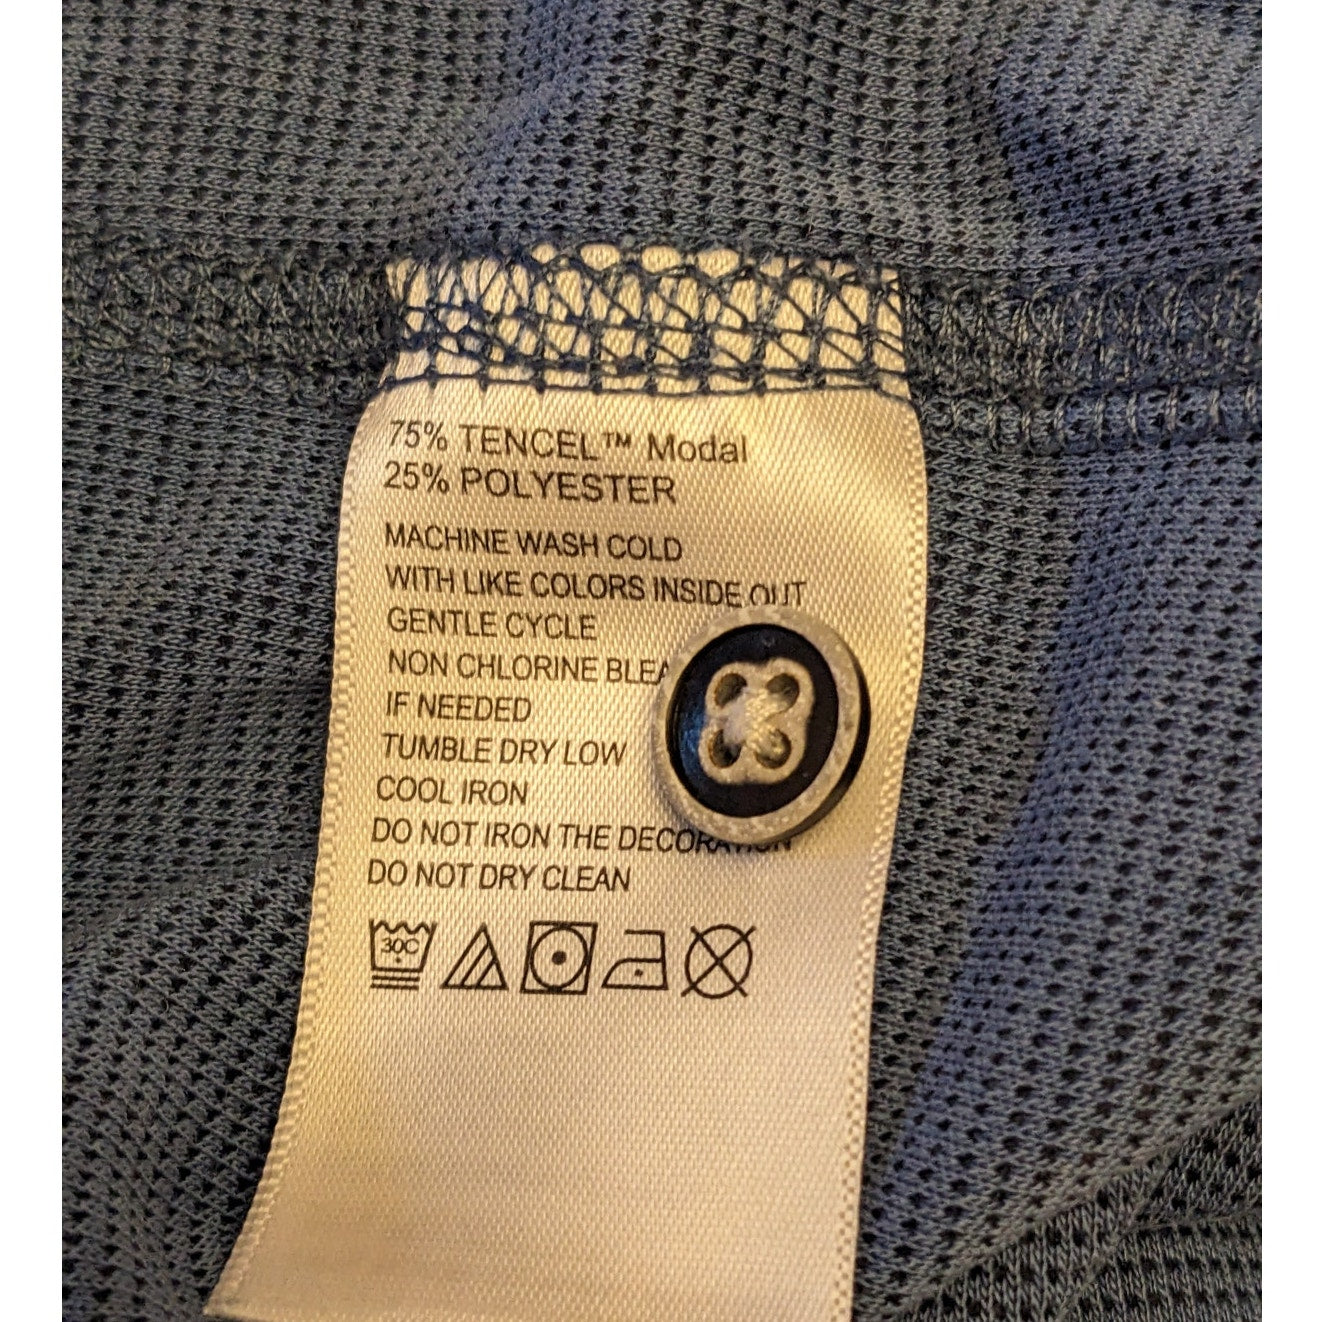 75% TENCEL™ Modal
25% POLYESTER
MACHINE WASH COLD
WITH LIKE COLORS INSIDE OUT
GENTLE CYCLE
NON CHLORINE
IF NEEDED
TUMBLE DRY LOW
COOL IRON
DO NOT IRON THE DECORATION
DO NOT DRY CLEAN
30C